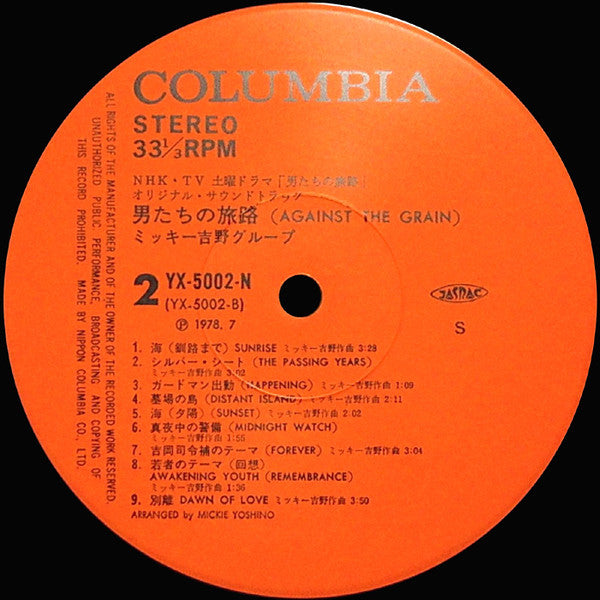 COLUMBIA
STEREO
33 1/3 RPM
NHK・TV 土曜ドラマ「男たちの旅路」
オリジナル・サウンドトラック
男たちの旅路 (AGAINST THE GRAIN)
ミッキー吉野グループ
2 YX-5002-N
(YX-5002-B)
Ⓟ 1978. 7
JASRAC
S
1. 海（釧路まで）SUNRISE ミッキー吉野作曲 3:28
2. シルバー・シート (THE PASSING YEARS)
ミッキー吉野作曲 3:02
3. ガードマン出動 (HAPPENING) ミッキー吉野作曲 1:09
4. 墓場の島 (DISTANT ISLAND) ミッキー吉野作曲 2:11
5. 海（夕陽）(SUNSET) ミッキー吉野作曲 2:02
6. 真夜中の警備 (MIDNIGHT WATCH)
ミッキー吉野作曲 1:55
7. 吉岡司令補のテーマ (FOREVER) ミッキー吉野作曲 3:04
8. 若者のテーマ（回想）
AWAKENING YOUTH (REMEMBRANCE)
ミッキー吉野作曲 1:36
9. 別離 DAWN OF LOVE ミッキー吉野作曲 3:50
ARRANGED by MICKIE YOSHINO
ALL RIGHTS OF THE MANUFACTURER AND OF THE OWNER OF THE RECORDED WORK RESERVED.
UNAUTHORIZED PUBLIC PERFORMANCE, BROADCASTING AND COPYING OF
THIS RECORD PROHIBITED. MADE BY NIPPON COLUMBIA CO., LTD.